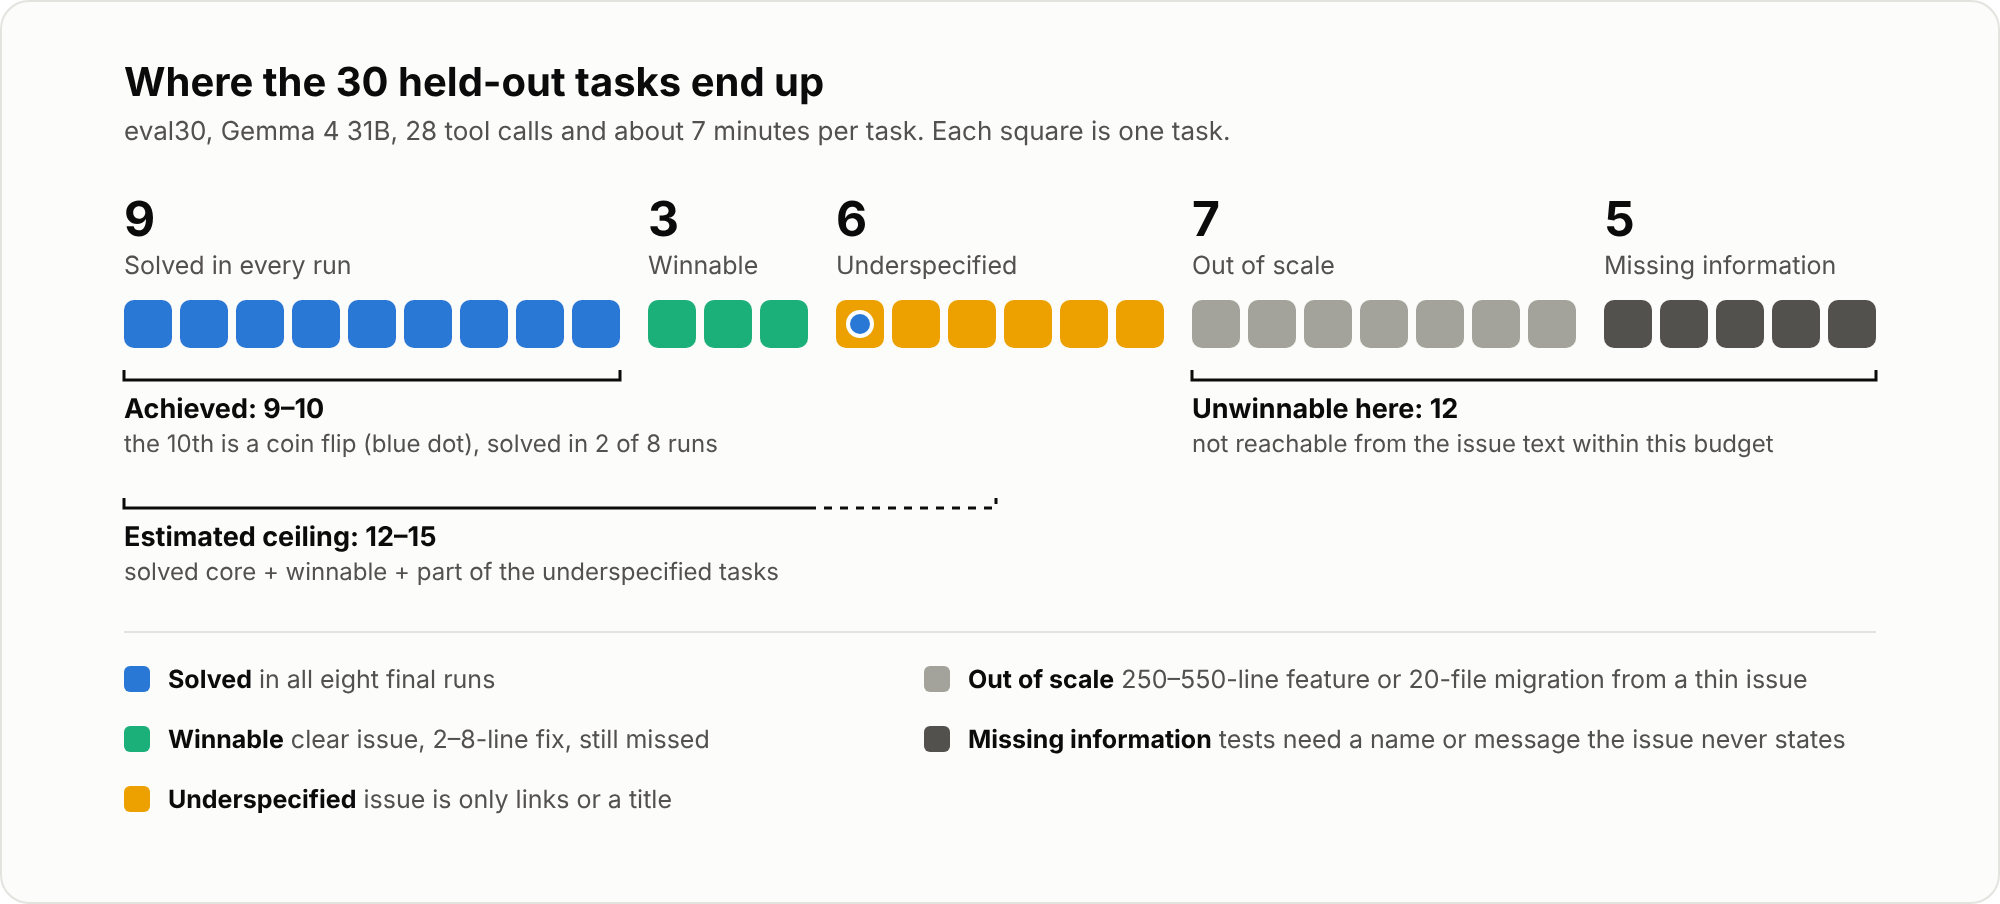 Where the 30 held-out tasks end up
eval30, Gemma 4 31B, 28 tool calls and about 7 minutes per task. Each square is one task.
9
Solved in every run
3
Winnable
6
Underspecified
7
Out of scale
5
Missing information
Achieved: 9–10
the 10th is a coin flip (blue dot), solved in 2 of 8 runs
Unwinnable here: 12
not reachable from the issue text within this budget
Estimated ceiling: 12–15
solved core + winnable + part of the underspecified tasks
Solved in all eight final runs
Winnable clear issue, 2–8-line fix, still missed
Underspecified issue is only links or a title
Out of scale 250–550-line feature or 20-file migration from a thin issue
Missing information tests need a name or message the issue never states